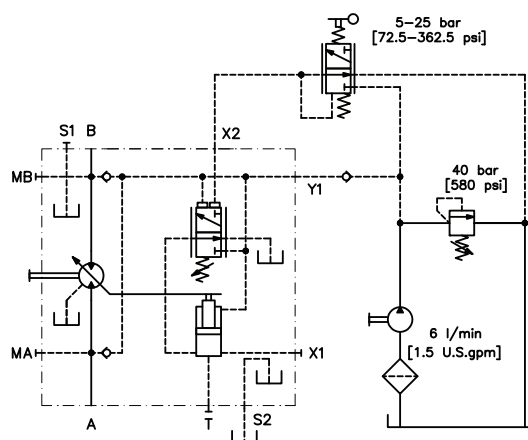 5-25 bar
[72.5-362.5 psi]
S1 B
X2
MB
Y1
40 bar
[580 psi]
6 l/min
[1.5 U.S.gpm]
MA
X1
A
T
S2